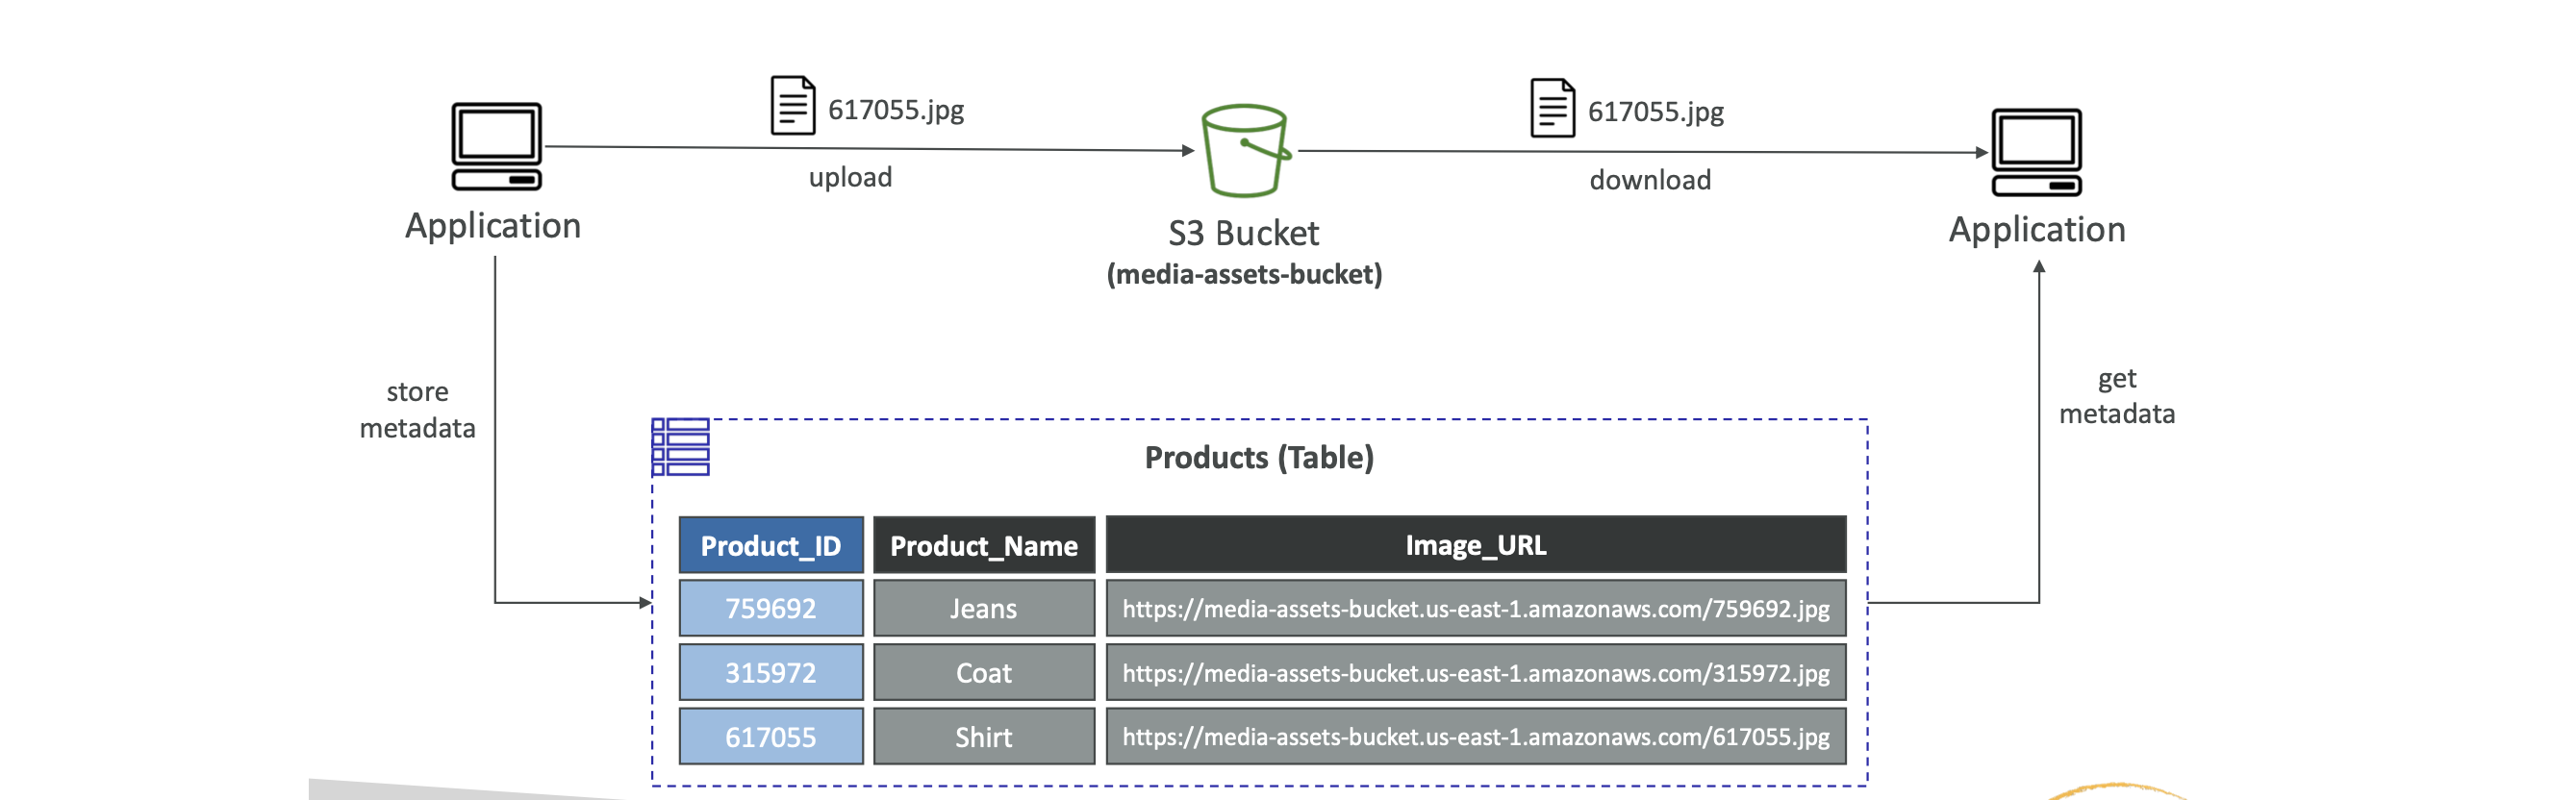 617055.jpg
617055.jpg
upload
download
Application
S3 Bucket
(media-assets-bucket)
Application
store
metadata
get
metadata
Products (Table)
Product_ID Product_Name Image_URL
759692 Jeans https://media-assets-bucket.us-east-1.amazonaws.com/759692.jpg
315972 Coat https://media-assets-bucket.us-east-1.amazonaws.com/315972.jpg
617055 Shirt https://media-assets-bucket.us-east-1.amazonaws.com/617055.jpg